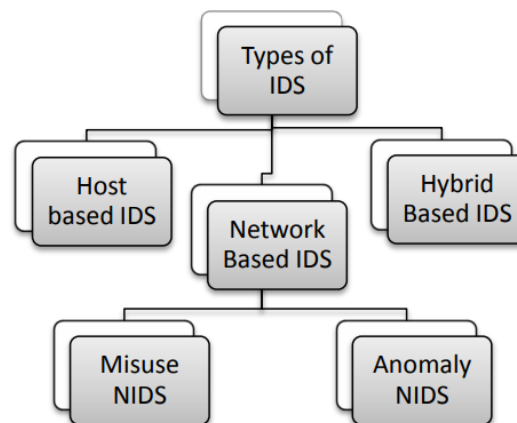 Types of
IDS
Host
based IDS
Network
Based IDS
Hybrid
Based IDS
Misuse
NIDS
Anomaly
NIDS